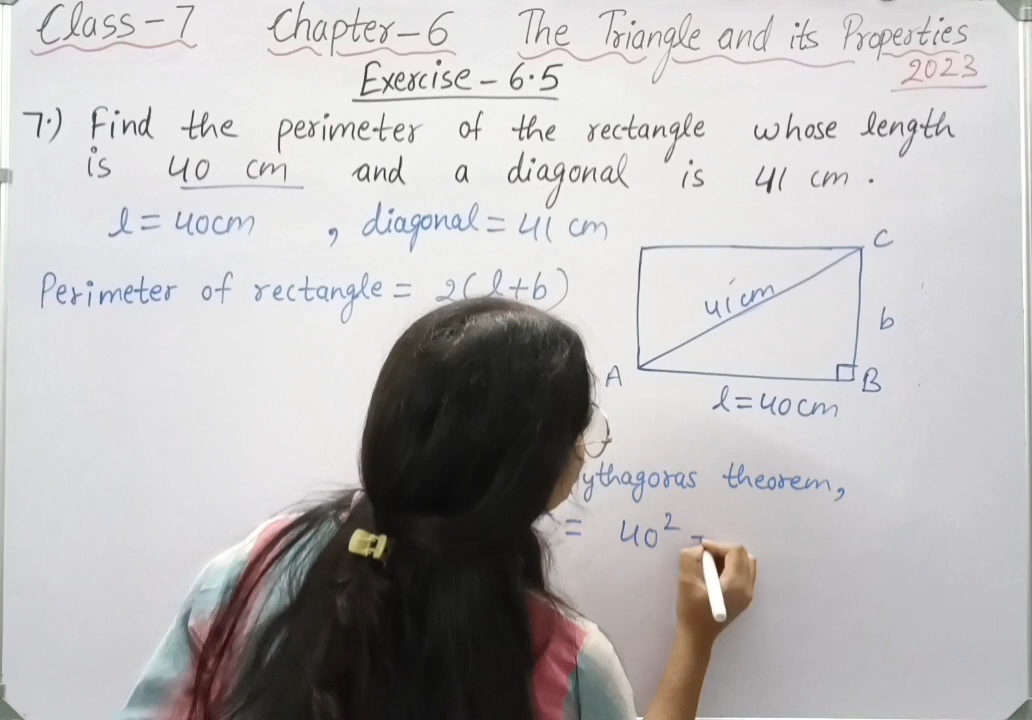 Class-7 Chapter-6 The Triangle and its Properties
Exercise-6.5 2023
7.) Find the perimeter of the rectangle whose length
is 40 cm and a diagonal is 41 cm.
l=40cm , diagonal=41 cm
Perimeter of rectangle = 2(l+b)
C
41cm
b
A
B
l=40cm
ythagoras theorem,
= 40²